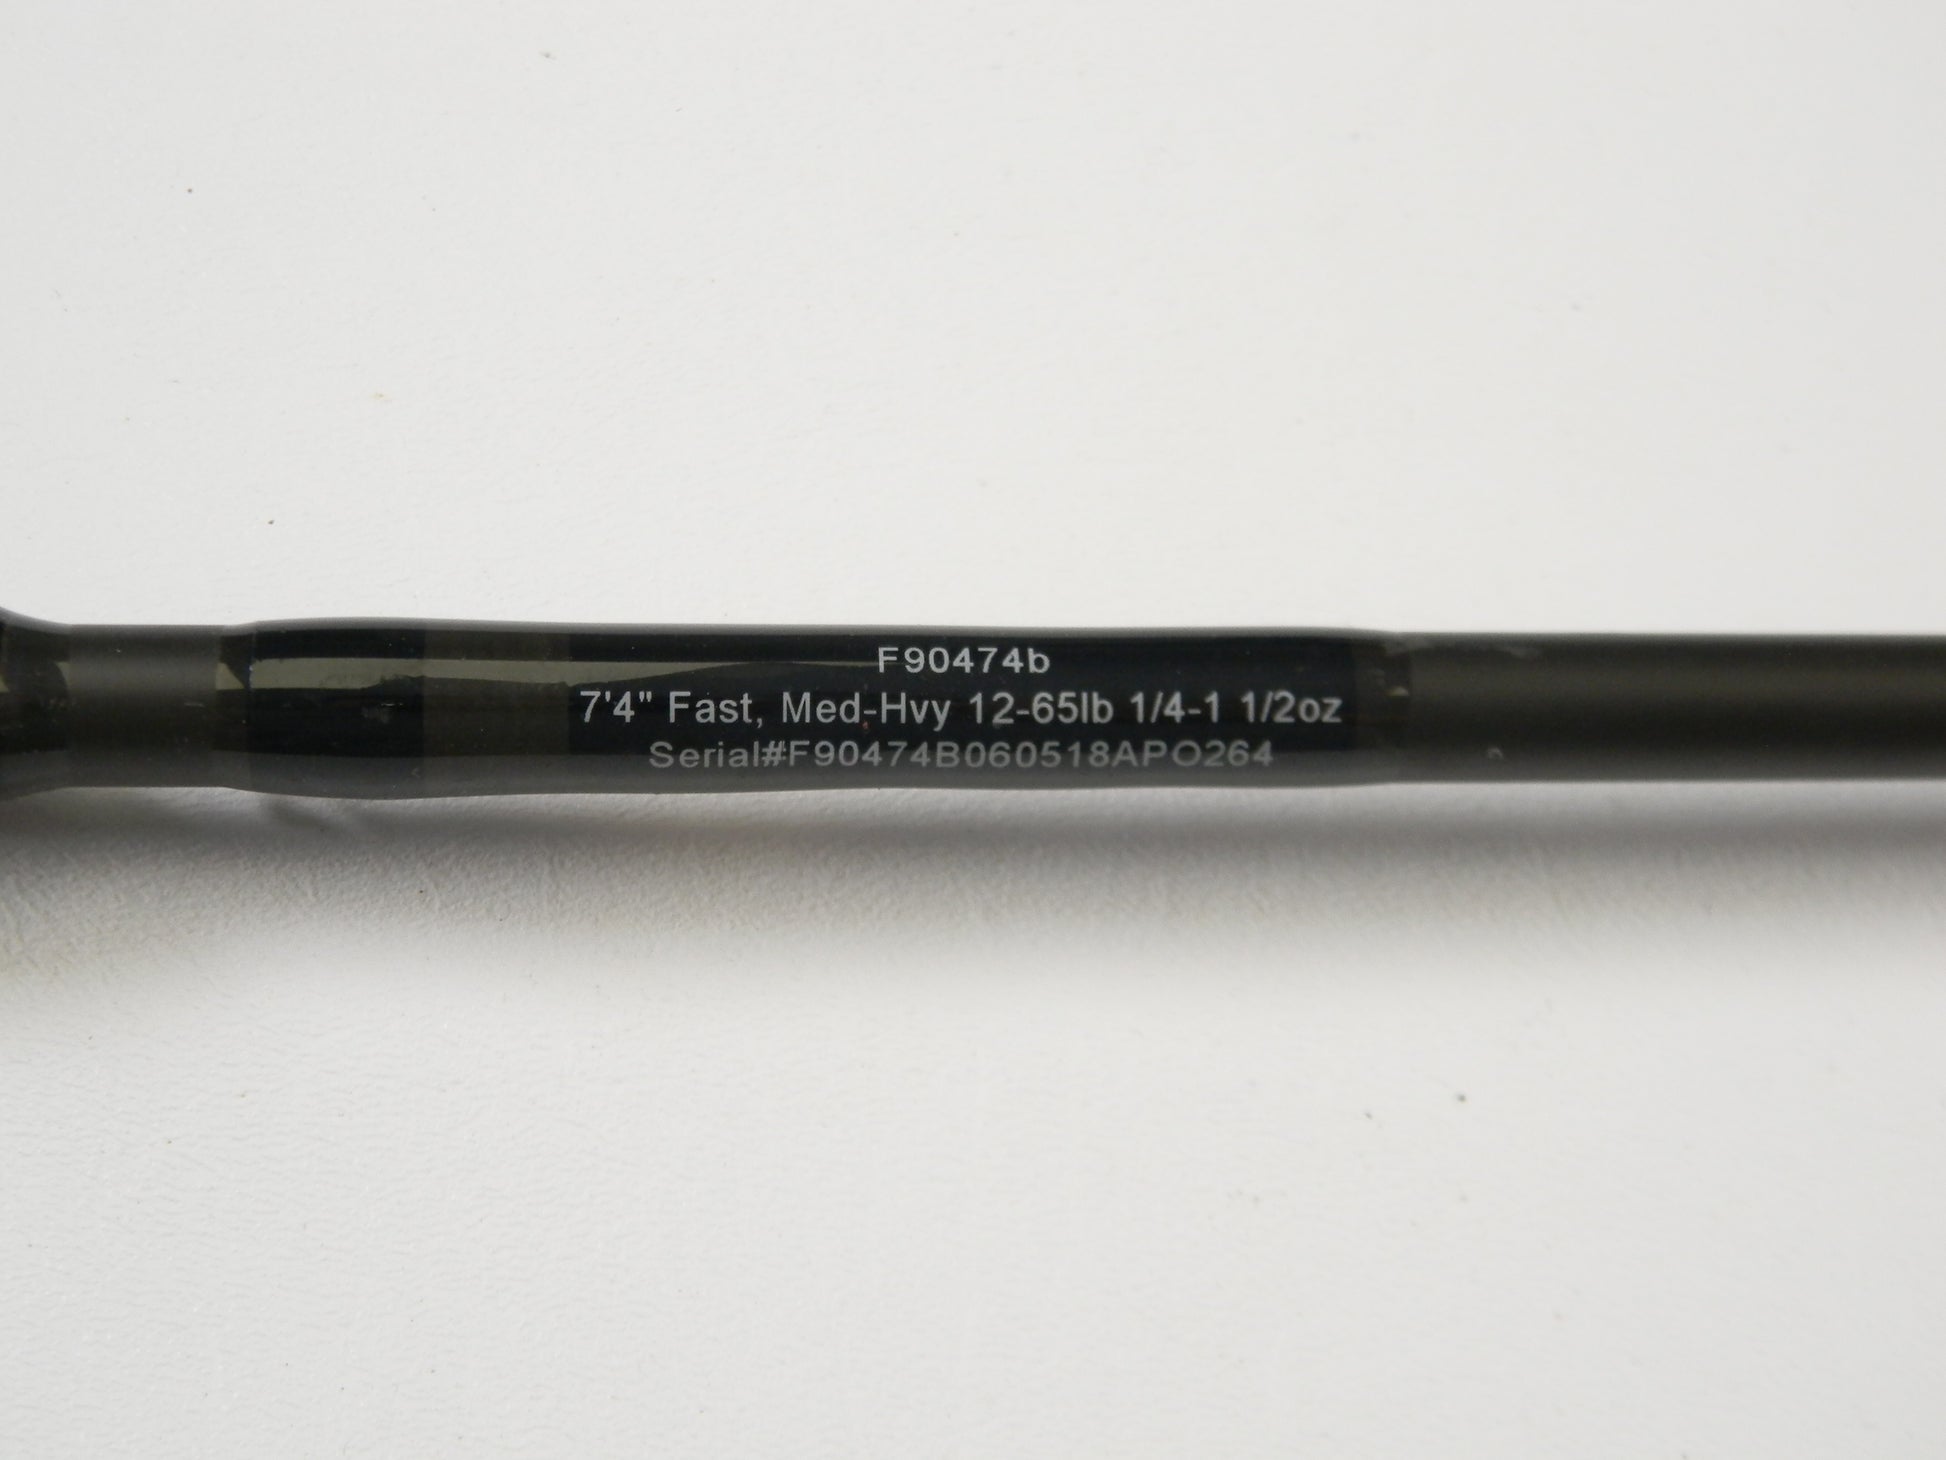 F90474b
7'4" Fast, Med-Hvy 12-65lb 1/4-1 1/2oz
Serial#F90474B060518APO264